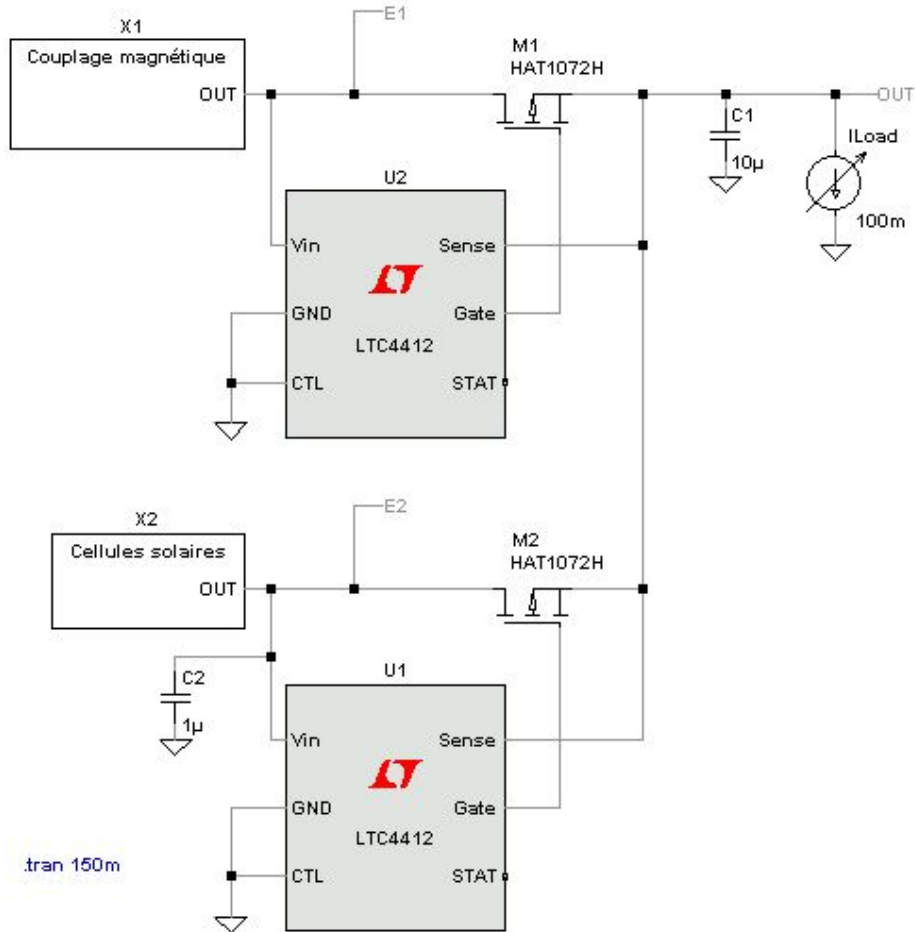 X1
Couplage magnétique
OUT
E1
M1
HAT1072H
OUT
C1
10µ
ILoad
100m
U2
Vin
Sense
GND
Gate
LTC4412
CTL
STAT
X2
Cellules solaires
OUT
E2
M2
HAT1072H
C2
1µ
U1
Vin
Sense
GND
Gate
LTC4412
CTL
STAT
.tran 150m